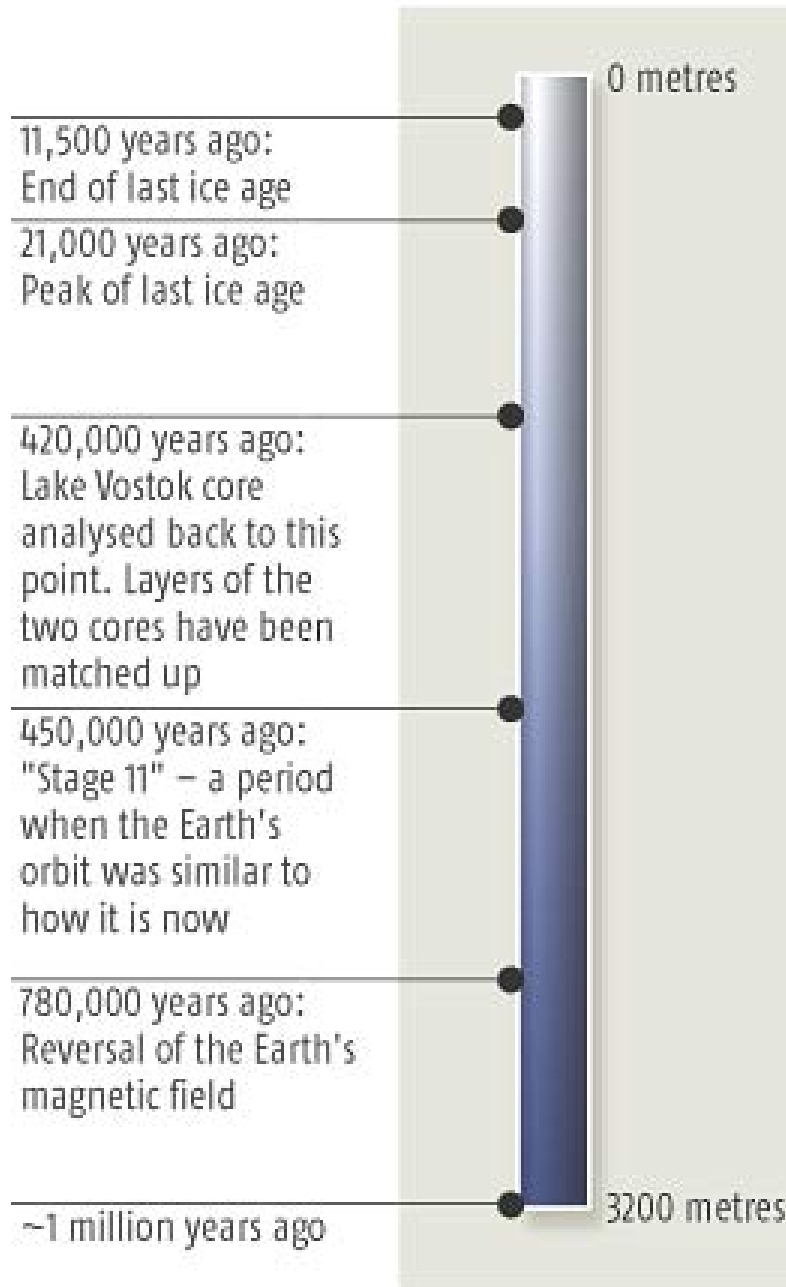 0 metres
11,500 years ago:
End of last ice age
21,000 years ago:
Peak of last ice age
420,000 years ago:
Lake Vostok core
analysed back to this
point. Layers of the
two cores have been
matched up
450,000 years ago:
"Stage 11" – a period
when the Earth's
orbit was similar to
how it is now
780,000 years ago:
Reversal of the Earth's
magnetic field
~1 million years ago
3200 metres